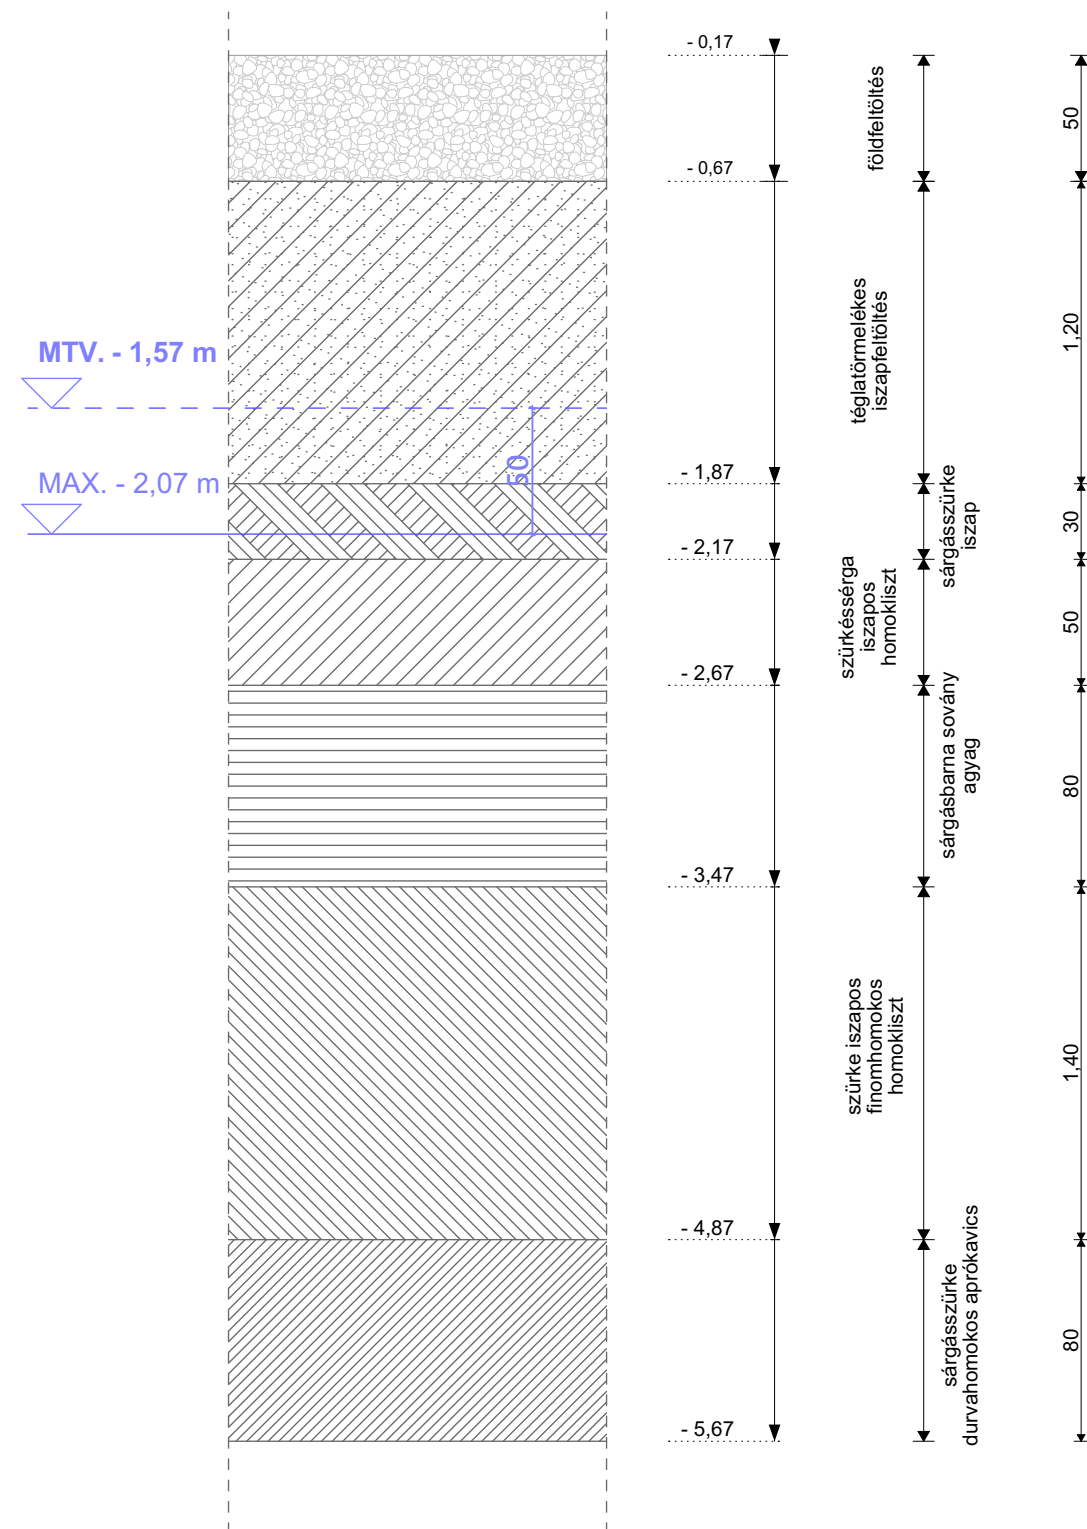 - 0,17
földfeltöltés
50
- 0,67
téglatörmelékes
iszapfeltöltés
1,20
MTV. - 1,57 m
50
MAX. - 2,07 m
- 1,87
sárgásszürke
iszap
30
- 2,17
szürkéssérga
iszapos
homokliszt
50
- 2,67
sárgásbarna sovány
agyag
80
- 3,47
szürke iszapos
finomhomokos
homokliszt
1,40
- 4,87
sárgásszürke
durvahomokos aprókavics
80
- 5,67